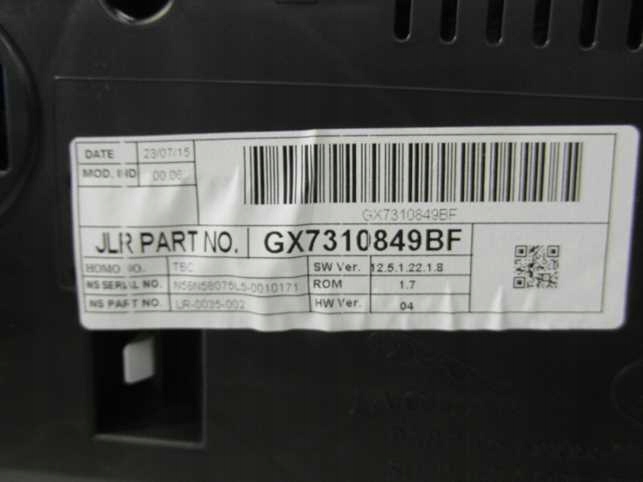 DATE 23/07/15
MOD. IND 00.06
GX7310849BF
JLR PART NO. GX7310849BF
HOMO NO. TBC SW Ver. 12.5.1.22.1.8
NS SERIAL NO. ROM 1.7
NS PART NO. LR-0035-002 HW Ver. 04